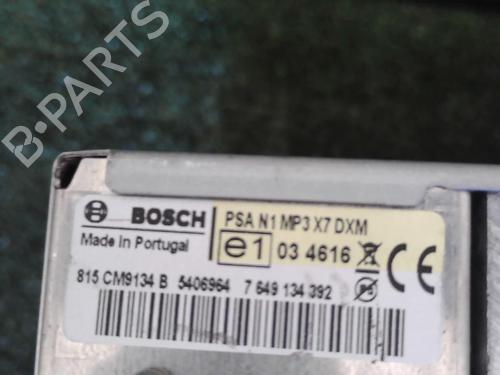 B-PARTS
BOSCH PSA N1 MP3 X7 DXM
Made in Portugal e1 03 4616
815 CM9134 B 5406964 7 649 134 392